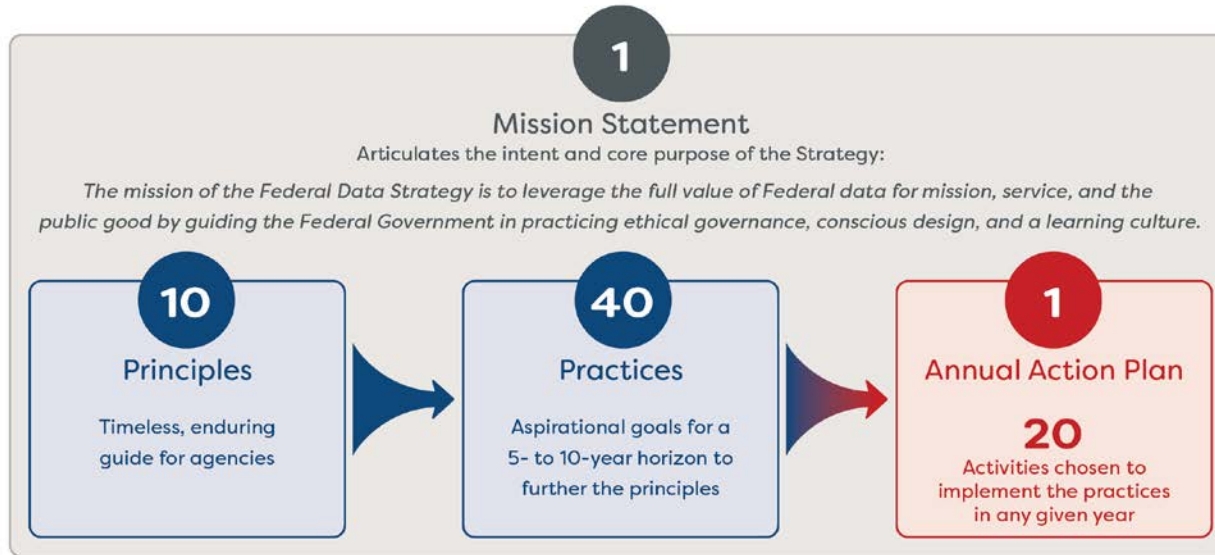 1
Mission Statement
Articulates the intent and core purpose of the Strategy:
The mission of the Federal Data Strategy is to leverage the full value of Federal data for mission, service, and the
public good by guiding the Federal Government in practicing ethical governance, conscious design, and a learning culture.
10
Principles
Timeless, enduring
guide for agencies
40
Practices
Aspirational goals for a
5- to 10-year horizon to
further the principles
1
Annual Action Plan
20
Activities chosen to
implement the practices
in any given year